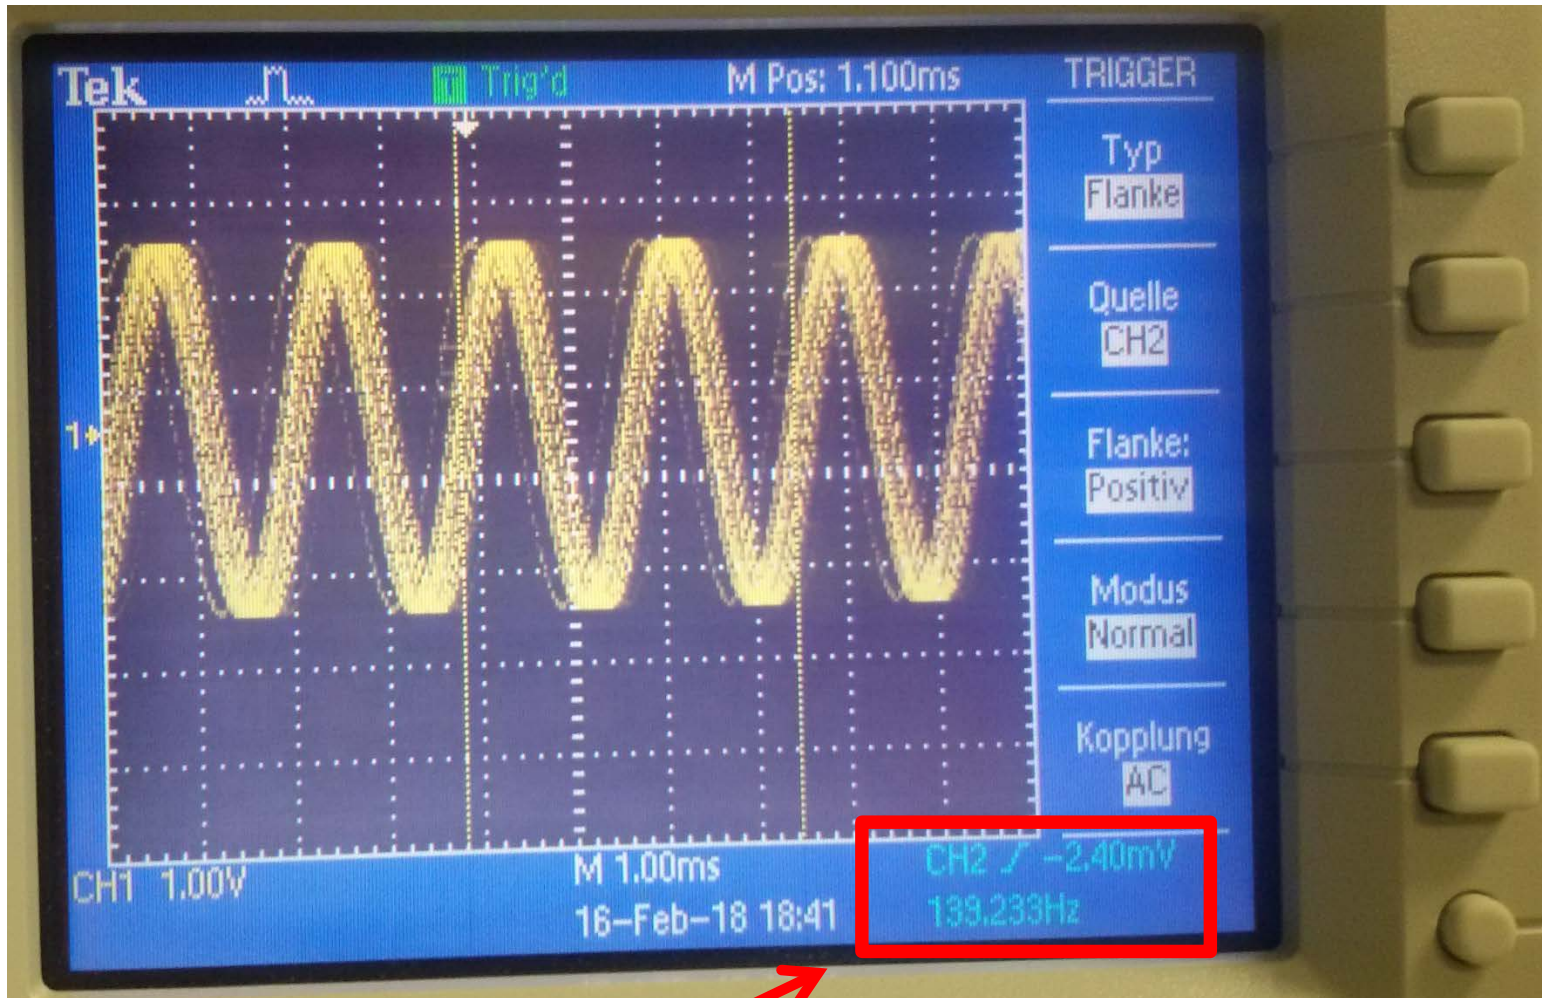 Tek
T Trig'd
M Pos: 1.100ms
TRIGGER
Typ
Flanke
Quelle
CH2
Flanke:
Positiv
Modus
Normal
Kopplung
AC
1
CH1 1.00V
M 1.00ms
CH2 -2.40mV
16-Feb-18 18:41
139.233Hz